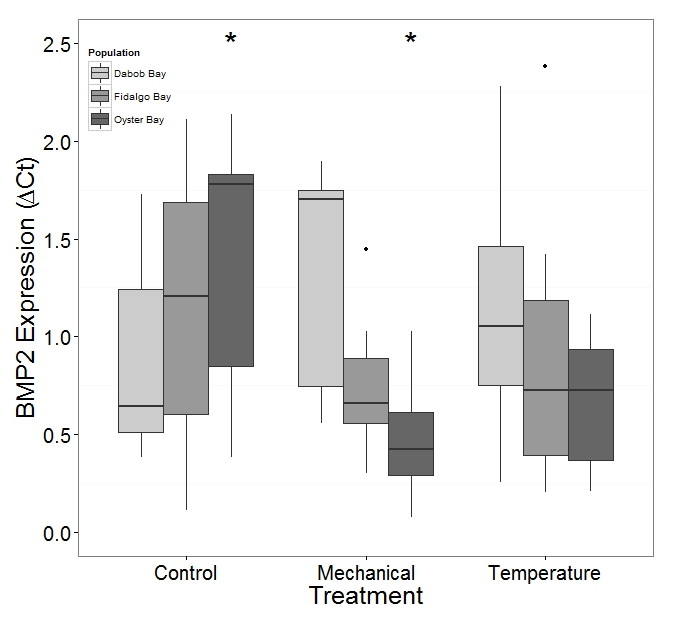 * *
2.5
Population
Dabob Bay
Fidalgo Bay
Oyster Bay
2.0
1.5
1.0
0.5
0.0
BMP2 Expression (ΔCt)
Control Mechanical Temperature
Treatment